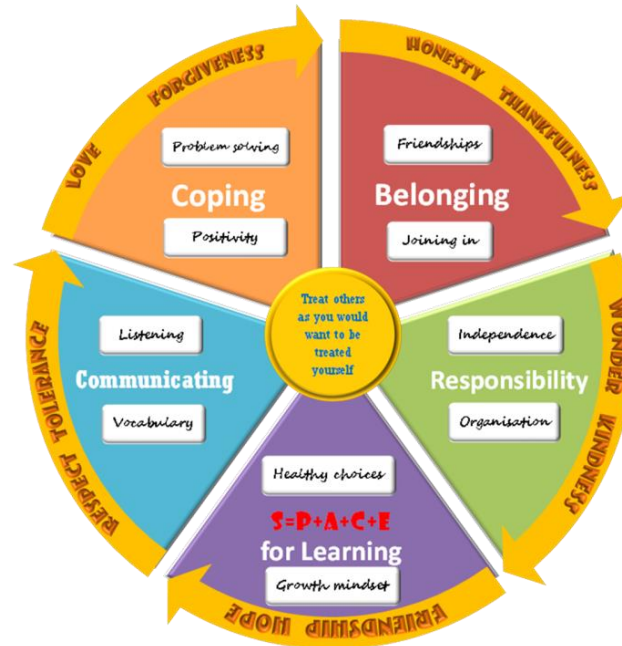 LOVE FORGIVENESS
HONESTY THANKFULNESS
Problem solving
Coping
Positivity
Friendships
Belonging
Joining in
Treat others
as you would
want to be
treated
yourself
Listening
Communicating
Vocabulary
Independence
Responsibility
Organisation
WONDER KINDNESS
RESPECT TOLERANCE
Healthy choices
S=P+A+C+E
for Learning
Growth mindset
FRIENDSHIP HOPE